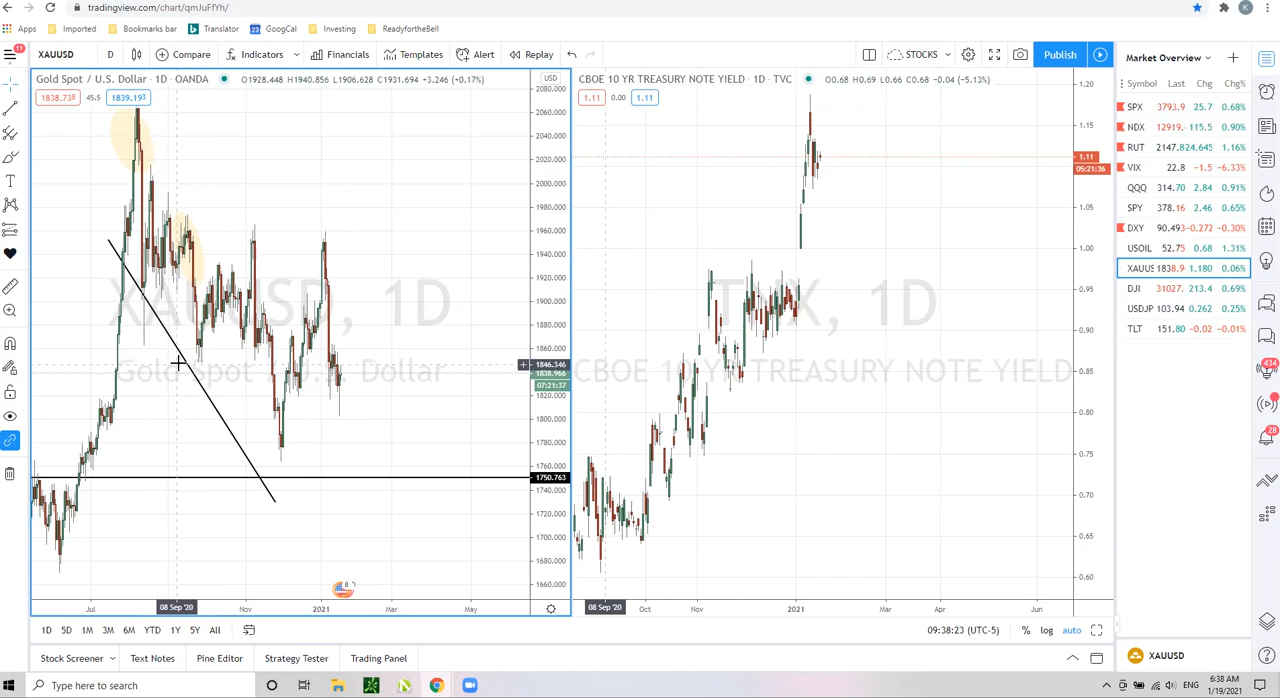 tradingview.com/chart/qmJuFfYh/
K
Apps
Imported
Bookmarks bar
Translator
23
GoogCal
Investing
ReadyfortheBell
11
XAUUSD
D
Compare
Indicators
Financials
Templates
Alert
Replay
STOCKS
Publish
Market Overview
Gold Spot / U.S. Dollar · 1D · OANDA O1928.448 H1940.856 L1906.628 C1931.694 +3.246 (+0.17%)
USD
1838.738 45.5 1839.193
CBOE 10 YR TREASURY NOTE YIELD · 1D · TVC O0.68 H0.69 L0.66 C0.68 -0.04 (-5.13%)
1.11 0.00 1.11
XAUUSD, 1D
Gold Spot / U.S. Dollar
TNX, 1D
CBOE 10 YR TREASURY NOTE YIELD
2080.000
2060.000
2040.000
2020.000
2000.000
1980.000
1960.000
1940.000
1920.000
1900.000
1880.000
1860.000
1846.346
1838.966
07:21:37
1820.000
1800.000
1780.000
1760.000
1750.763
1740.000
1720.000
1700.000
1680.000
1660.000
Jul
08 Sep '20
Nov
2021
Mar
May
1.20
1.15
1.11
05:21:36
1.05
1.00
0.95
0.90
0.85
0.80
0.75
0.70
0.65
0.60
08 Sep '20
Oct
Nov
2021
Mar
Apr
Jun
Symbol Last Chg Chg%
SPX 3793.9 25.7 0.68%
NDX 12919. 115.5 0.90%
RUT 2147.824.645 1.16%
VIX 22.8 -1.5 -6.33%
QQQ 314.70 2.84 0.91%
SPY 378.16 2.46 0.65%
DXY 90.493 -0.272 -0.30%
USOIL 52.75 0.68 1.31%
XAUUS 1838.9 1.180 0.06%
DJI 31027. 213.4 0.69%
USDJP 103.94 0.262 0.25%
TLT 151.80 -0.02 -0.01%
434
28
1D 5D 1M 3M 6M YTD 1Y 5Y All
09:38:23 (UTC-5)
%
log
auto
Stock Screener
Text Notes
Pine Editor
Strategy Tester
Trading Panel
XAUUSD
Type here to search
ENG
6:38 AM
1/19/2021